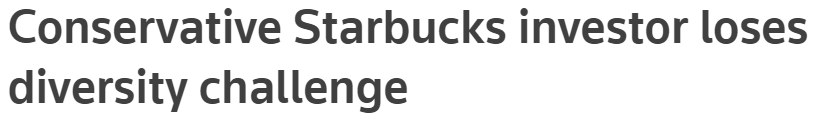 Conservative Starbucks investor loses
diversity challenge